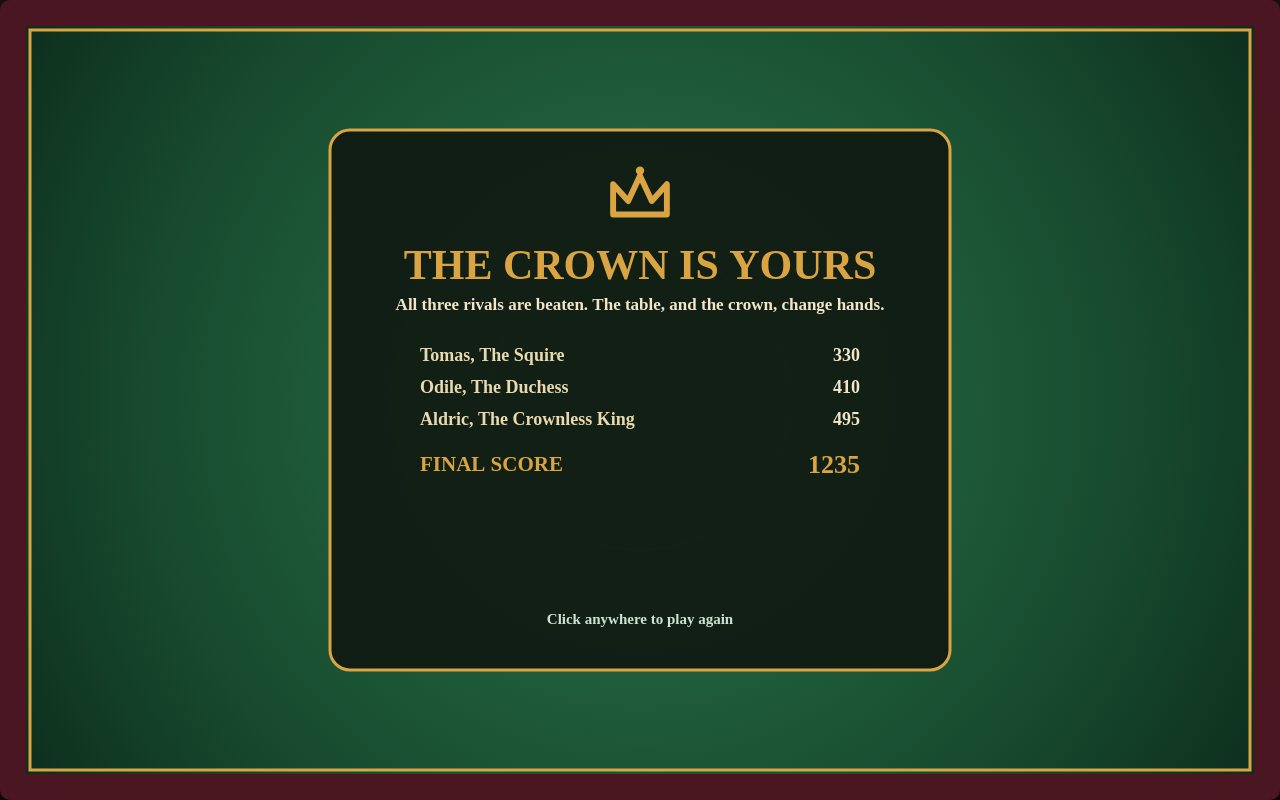 THE CROWN IS YOURS
All three rivals are beaten. The table, and the crown, change hands.
Tomas, The Squire 330
Odile, The Duchess 410
Aldric, The Crownless King 495
FINAL SCORE 1235
Click anywhere to play again